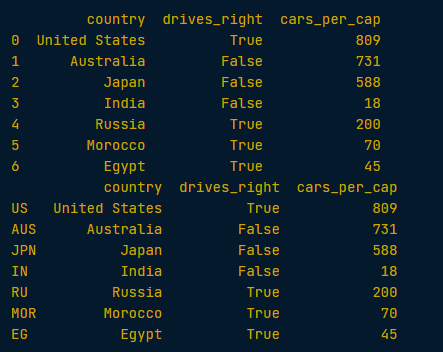 country drives_right cars_per_cap
0 United States True 809
1 Australia False 731
2 Japan False 588
3 India False 18
4 Russia True 200
5 Morocco True 70
6 Egypt True 45
country drives_right cars_per_cap
US United States True 809
AUS Australia False 731
JPN Japan False 588
IN India False 18
RU Russia True 200
MOR Morocco True 70
EG Egypt True 45